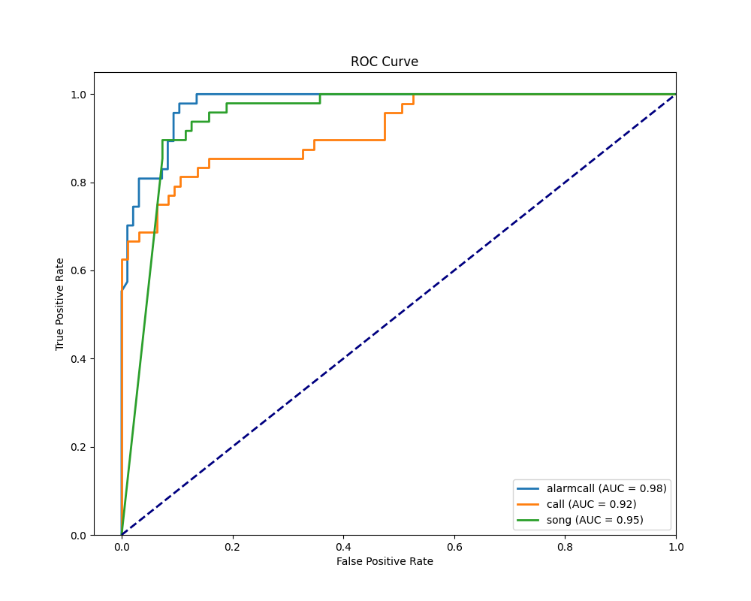 ROC Curve
1.0
0.8
0.6
0.4
0.2
0.0
True Positive Rate
0.0 0.2 0.4 0.6 0.8 1.0
False Positive Rate
alarmcall (AUC = 0.98)
call (AUC = 0.92)
song (AUC = 0.95)